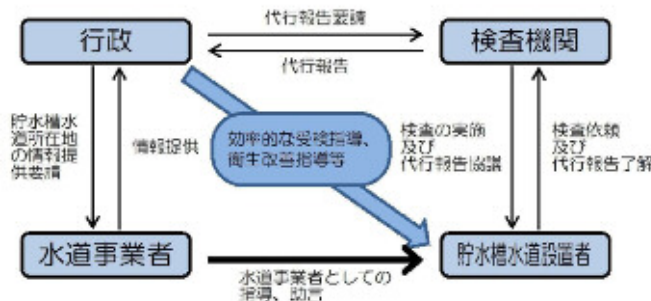 代行報告要請
行政
検査機関
代行報告
貯水槽水
道所在地
の情報提
供要請
情報提供
効率的な受検指導、
衛生改善指導等
検査の実施
及び
代行報告協議
検査依頼
及び
代行報告了解
水道事業者
貯水槽水道設置者
水道事業者としての
指導、助言